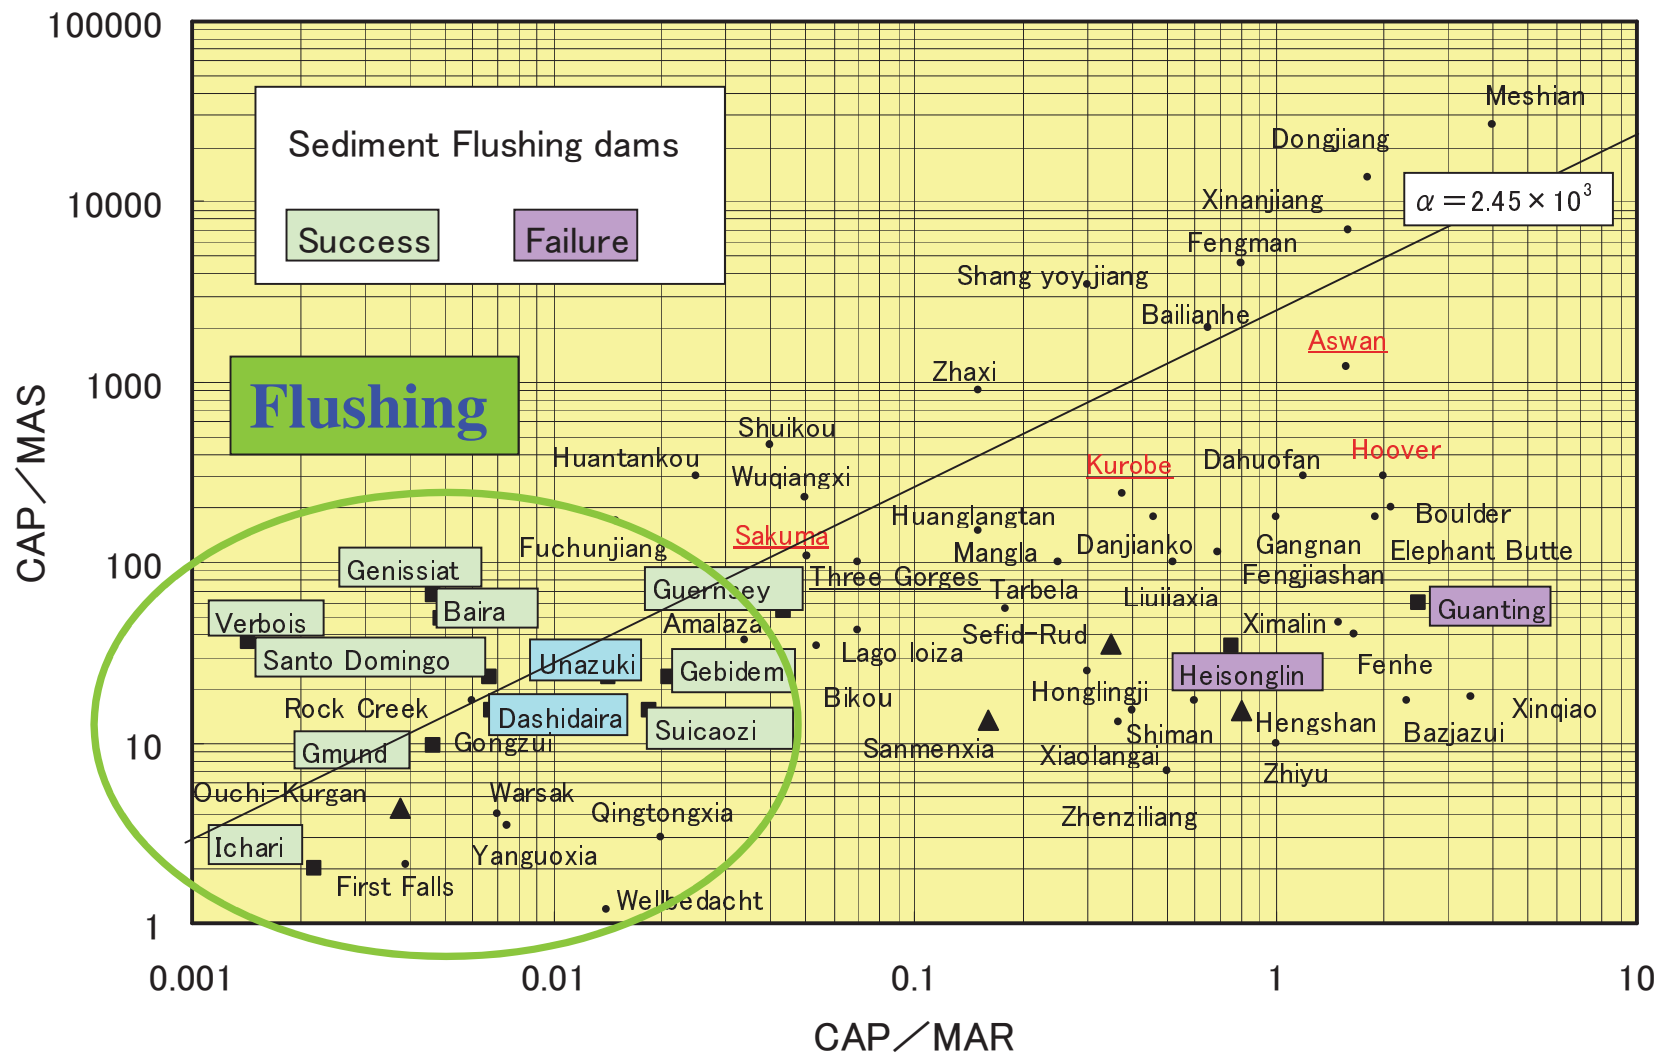 100000
10000
1000
100
10
1
CAP／MAS
Sediment Flushing dams
Success
Failure
Flushing
Meshian
Dongjiang
α＝2.45×10³
Xinanjiang
Fengman
Shang yoy jiang
Bailianhe
Aswan
Zhaxi
Shuikou
Huantankou
Wuqiangxi
Kurobe
Dahuofan
Hoover
Huanglangtan
Boulder
Sakuma
Fuchunjiang
Mangla
Danjianko
Gangnan
Elephant Butte
Genissiat
Guernsey
Three Gorges
Tarbela
Liuiiaxia
Fengjiashan
Verbois
Baira
Amalaza
Sefid-Rud
Ximalin
Guanting
Santo Domingo
Unazuki
Gebidem
Lago loiza
Heisonglin
Fenhe
Rock Creek
Dashidaira
Suicaozi
Bikou
Honglingji
Hengshan
Xinqiao
Gmund
Gongzui
Sanmenxia
Shiman
Xiaolangai
Bazjazui
Zhiyu
Ouchi-Kurgan
Warsak
Qingtongxia
Zhenziliang
Ichari
Yanguoxia
First Falls
Wellbedacht
0.001
0.01
0.1
1
10
CAP／MAR